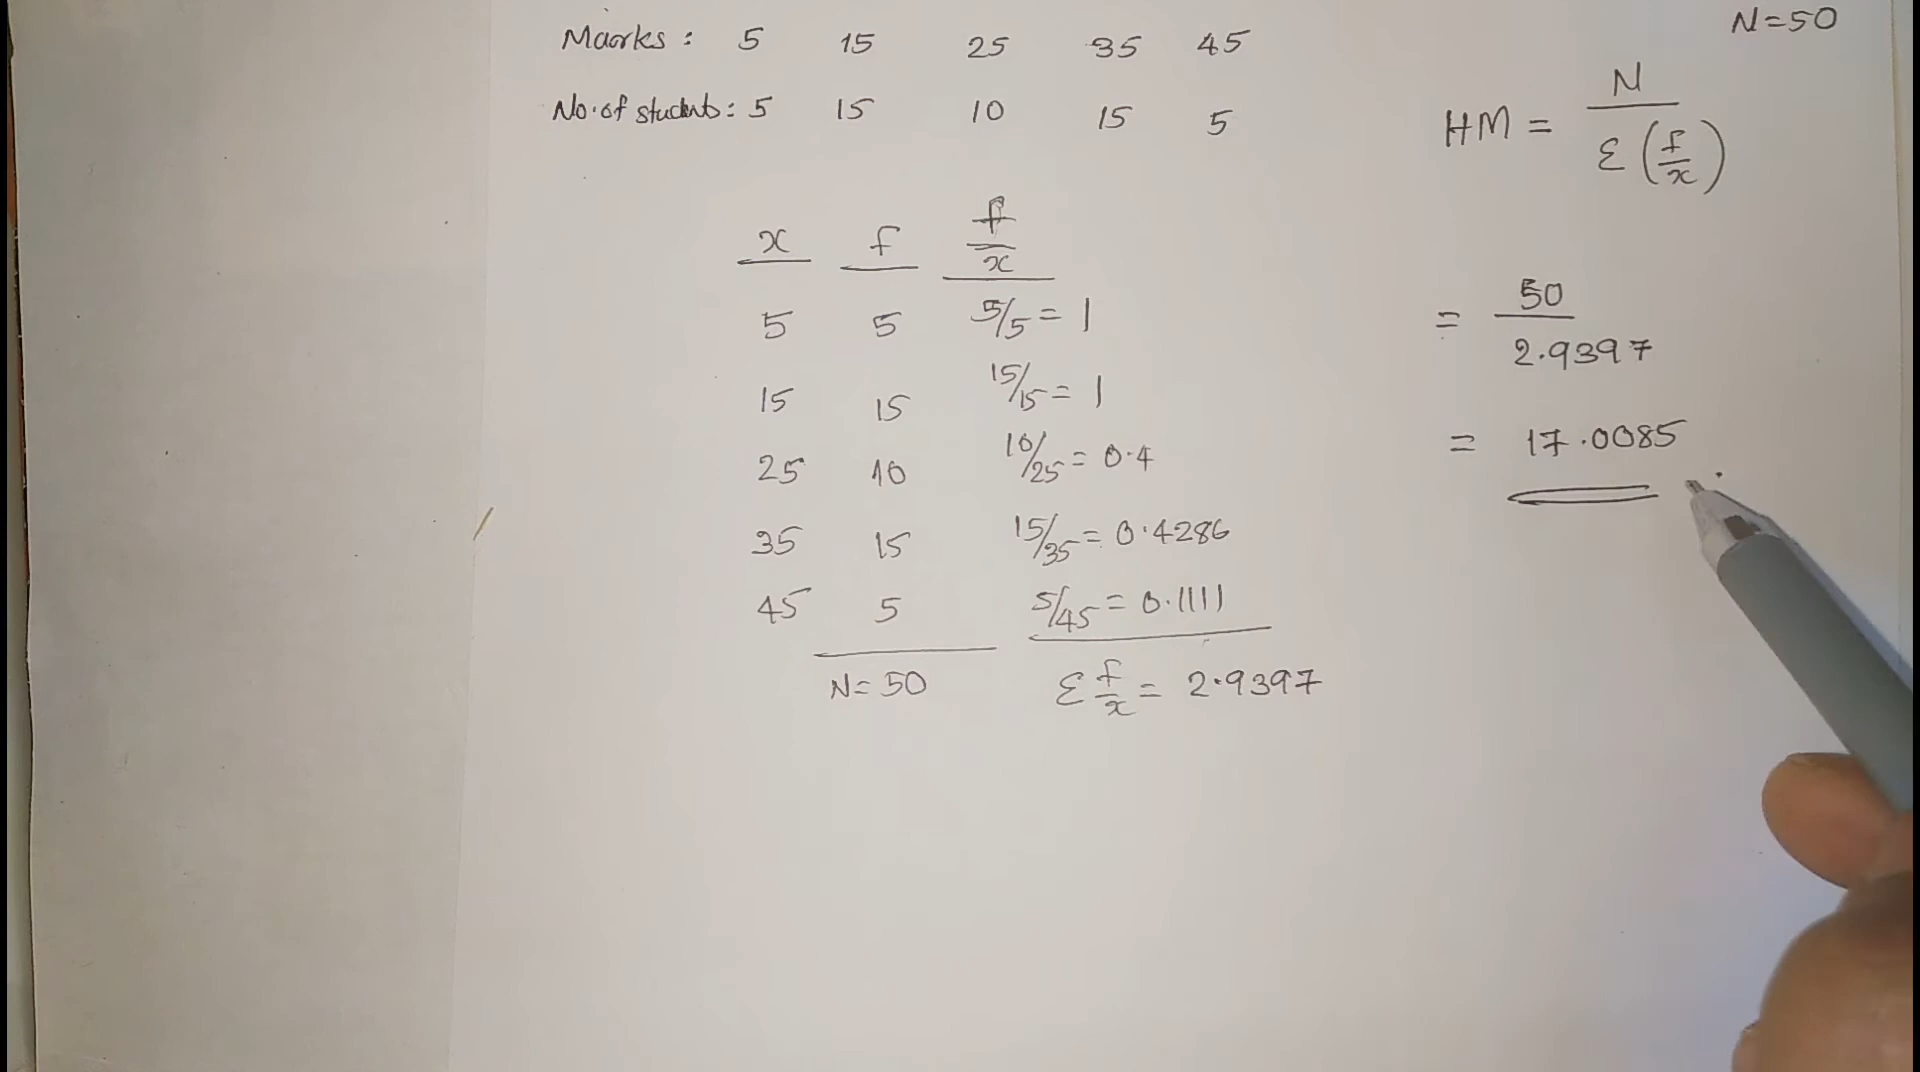 N=50
Marks : 5 15 25 35 45
No. of students : 5 15 10 15 5
HM = N / Σ (f/x)
x f f/x
5 5 5/5 = 1
15 15 15/15 = 1
25 10 10/25 = 0.4
35 15 15/35 = 0.4286
45 5 5/45 = 0.1111
N= 50 Σ f/x = 2.9397
= 50 / 2.9397
= 17.0085